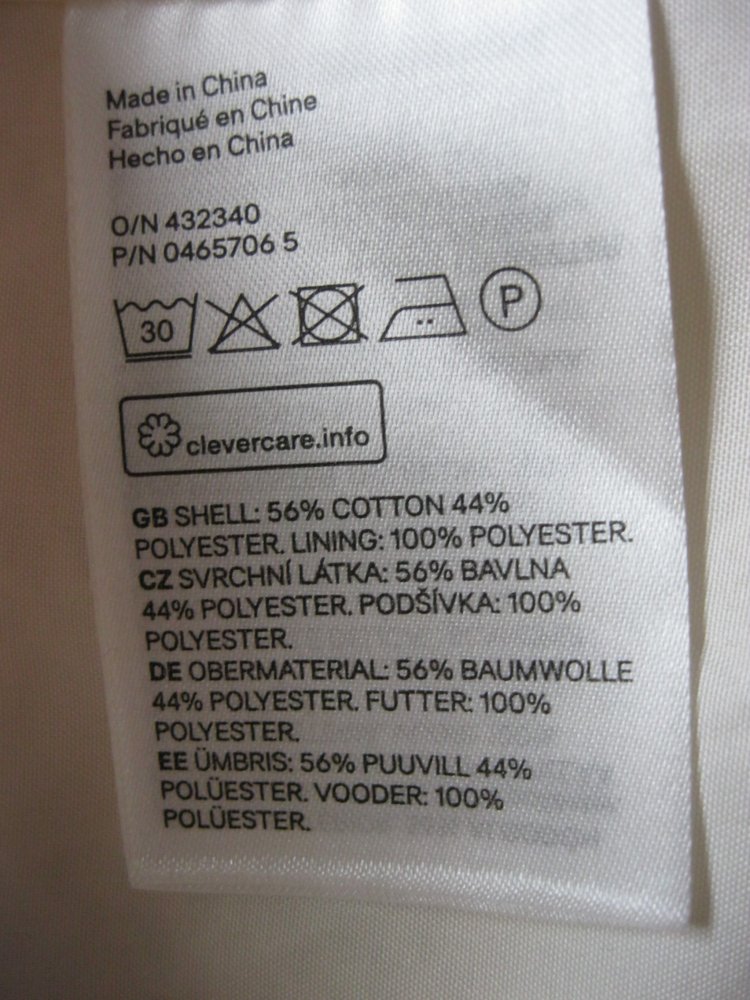 Made in China
Fabriqué en Chine
Hecho en China
O/N 432340
P/N 0465706 5
30
P
clevercare.info
GB SHELL: 56% COTTON 44%
POLYESTER. LINING: 100% POLYESTER.
CZ SVRCHNÍ LÁTKA: 56% BAVLNA
44% POLYESTER. PODŠÍVKA: 100%
POLYESTER.
DE OBERMATERIAL: 56% BAUMWOLLE
44% POLYESTER. FUTTER: 100%
POLYESTER.
EE ÜMBRIS: 56% PUUVILL 44%
POLÜESTER. VOODER: 100%
POLÜESTER.